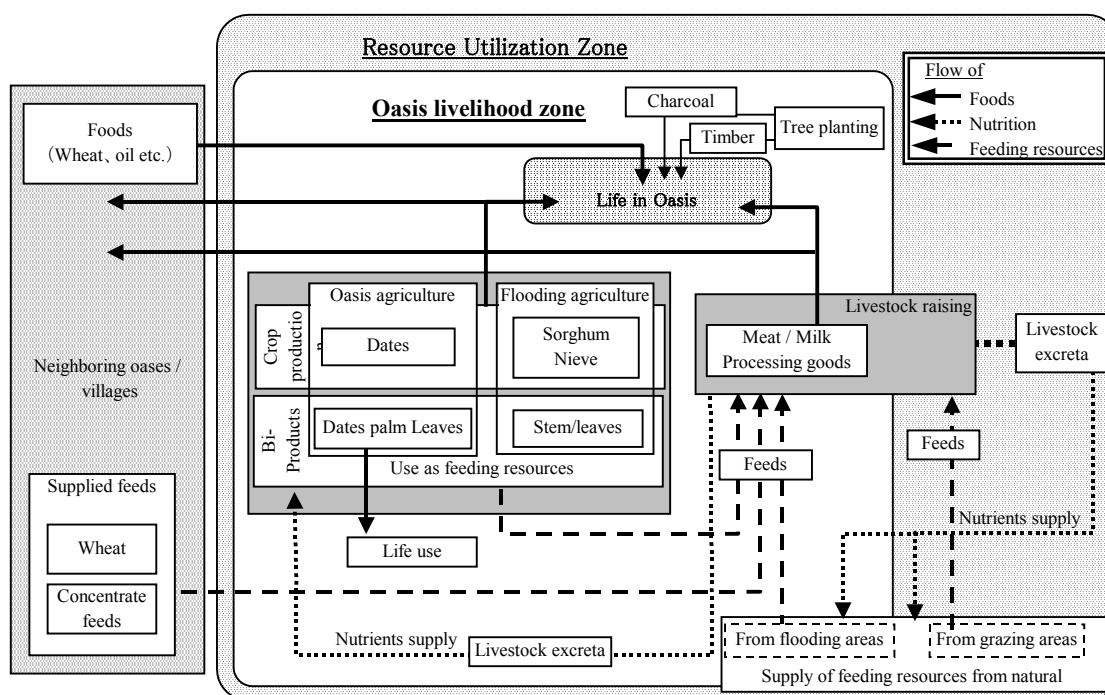 Resource Utilization Zone
Flow of
Foods
Nutrition
Feeding resources
Oasis livelihood zone
Charcoal
Timber
Tree planting
Foods
(Wheat、oil etc.)
Life in Oasis
Neighboring oases /
villages
Oasis agriculture
Flooding agriculture
Crop
production
Dates
Sorghum
Nieve
Bi-
Products
Dates palm Leaves
Stem/leaves
Use as feeding resources
Life use
Livestock raising
Meat / Milk
Processing goods
Livestock
excreta
Feeds
Feeds
Nutrients supply
Supplied feeds
Wheat
Concentrate
feeds
Nutrients supply
Livestock excreta
From flooding areas
From grazing areas
Supply of feeding resources from natural